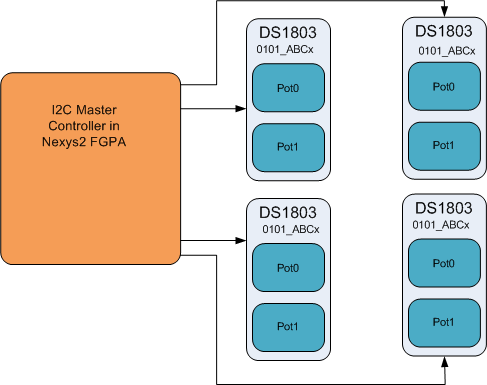 I2C Master
Controller in
Nexys2 FGPA
DS1803
0101_ABCx
Pot0
Pot1
DS1803
0101_ABCx
Pot0
Pot1
DS1803
0101_ABCx
Pot0
Pot1
DS1803
0101_ABCx
Pot0
Pot1